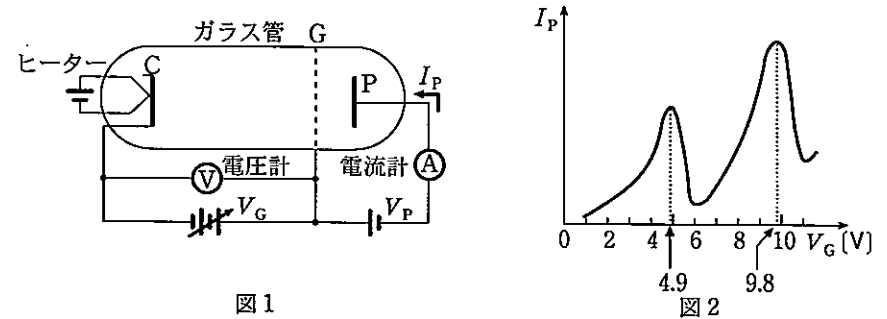 ガラス管 G
ヒーター C
P
I_P
V 電圧計
電流計 A
V_G
V_P
図1
I_P
0 2 4 6 8 10 V_G〔V〕
4.9 9.8
図2